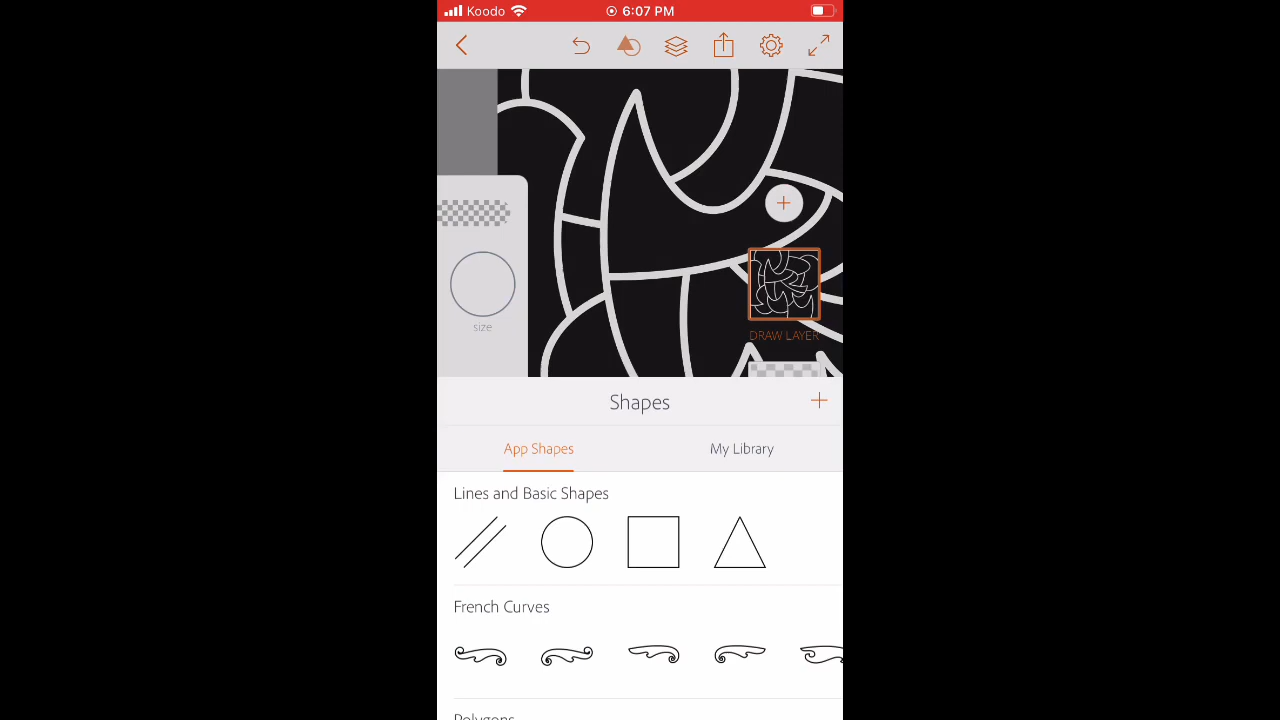 Koodo 6:07 PM
size
DRAW LAYER
Shapes
App Shapes My Library
Lines and Basic Shapes
French Curves
Polygons